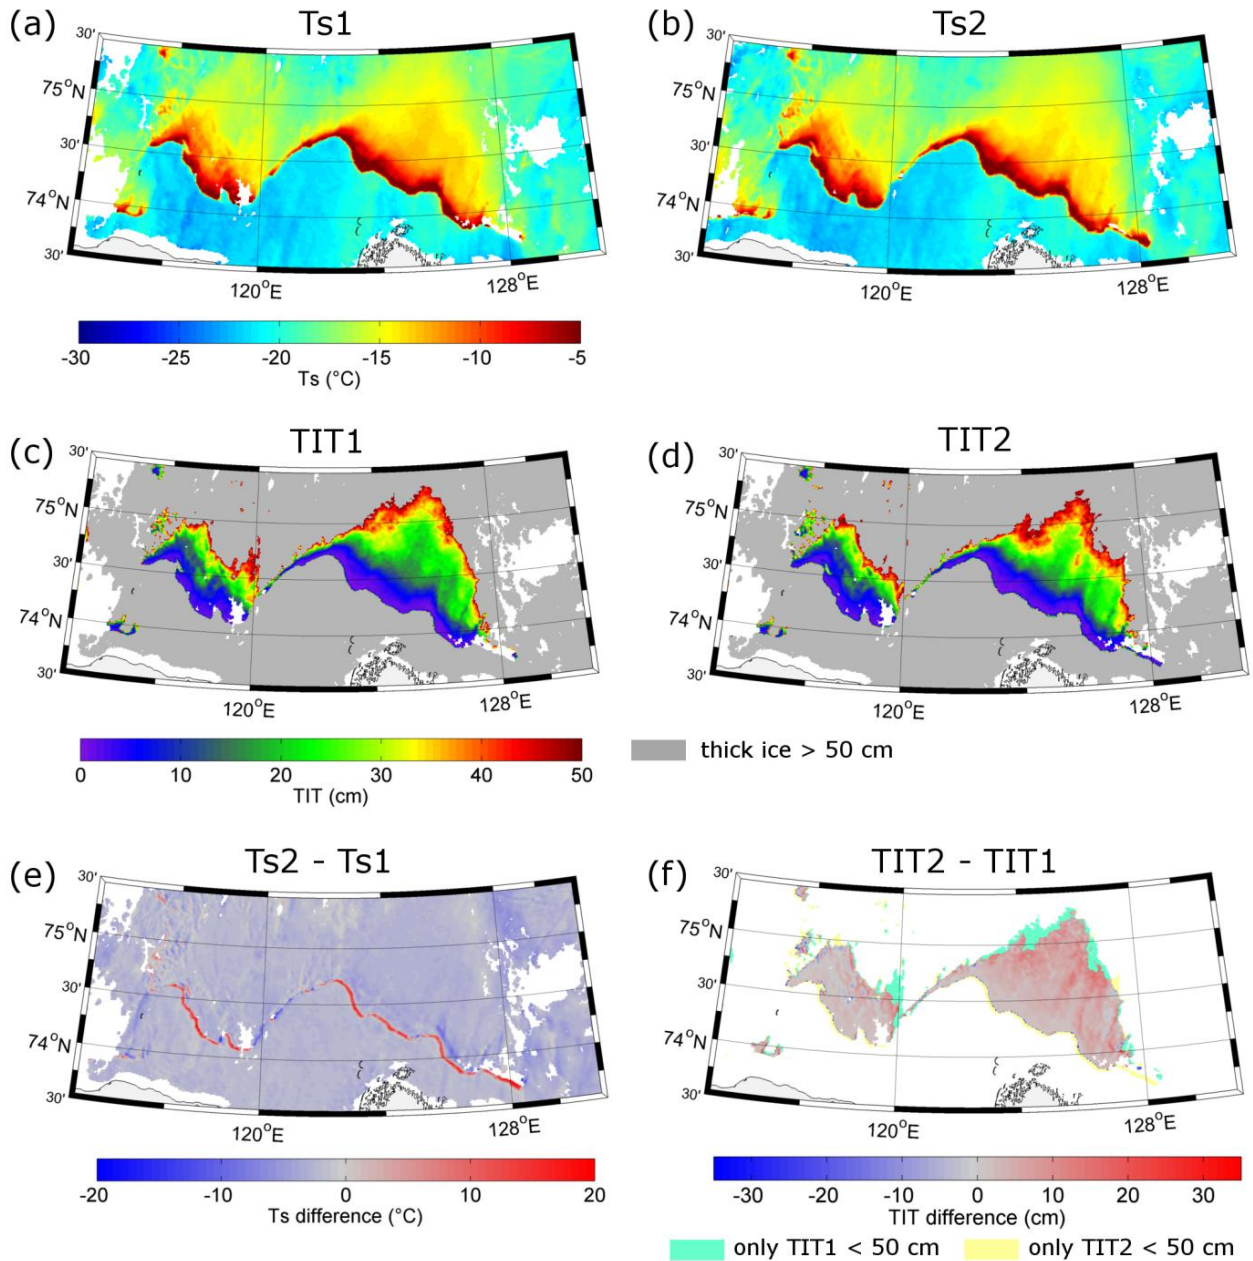 (a) Ts1
30'
75°N
30'
74°N
30'
120°E
128°E
-30 -25 -20 -15 -10 -5
Ts (°C)
(b) Ts2
30'
75°N
30'
74°N
30'
120°E
128°E
(c) TIT1
30'
75°N
30'
74°N
30'
120°E
128°E
0 10 20 30 40 50
TIT (cm)
(d) TIT2
30'
75°N
30'
74°N
30'
120°E
128°E
thick ice > 50 cm
(e) Ts2 - Ts1
30'
75°N
30'
74°N
30'
120°E
128°E
-20 -10 0 10 20
Ts difference (°C)
(f) TIT2 - TIT1
30'
75°N
30'
74°N
30'
120°E
128°E
-30 -20 -10 0 10 20 30
TIT difference (cm)
only TIT1 < 50 cm only TIT2 < 50 cm